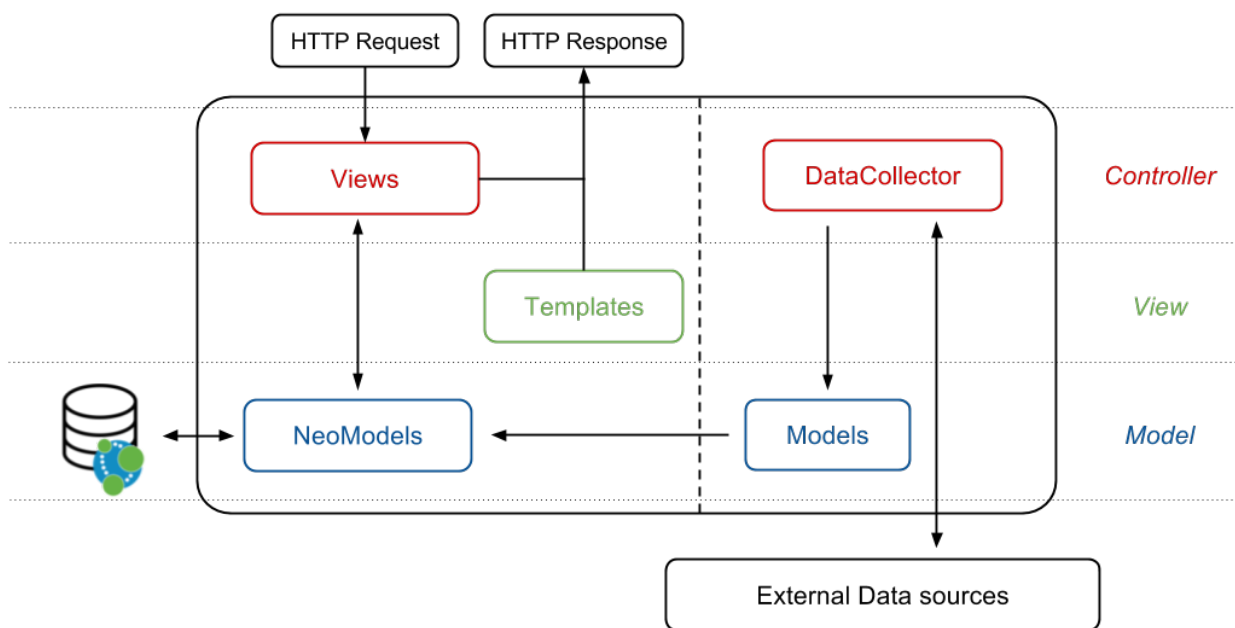 HTTP Request
HTTP Response
Views
DataCollector
Controller
Templates
View
NeoModels
Models
Model
External Data sources